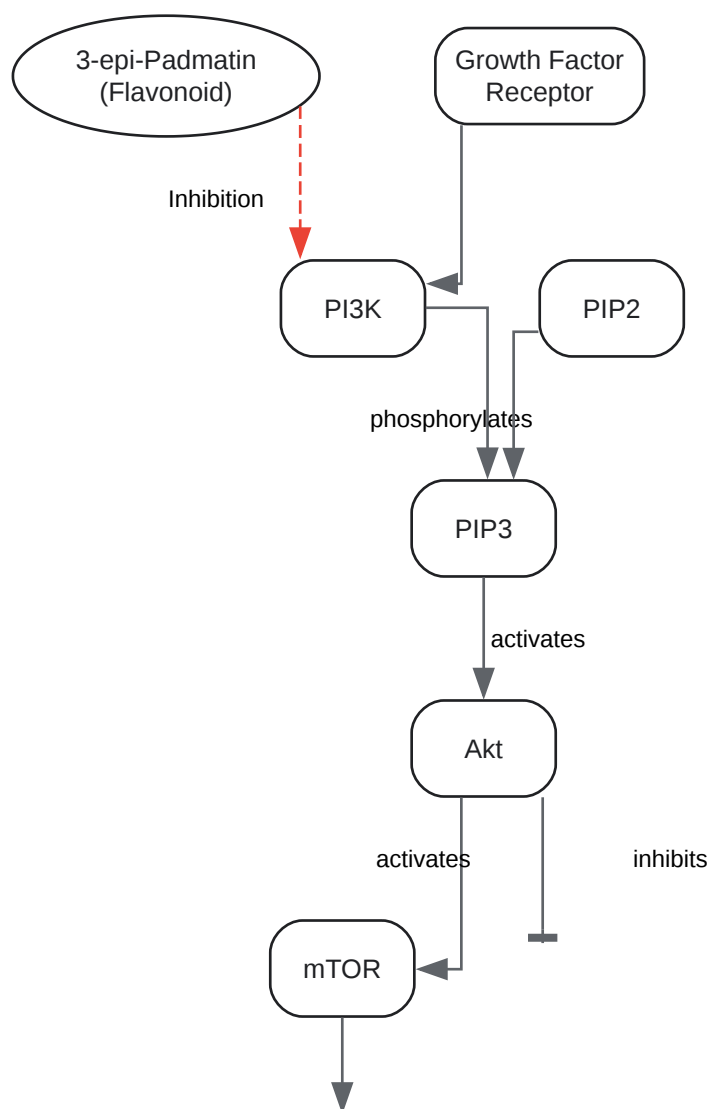 3-epi-Padmatin
(Flavonoid)
Growth Factor
Receptor
Inhibition
PI3K
PIP2
phosphorylates
PIP3
activates
Akt
activates
inhibits
mTOR